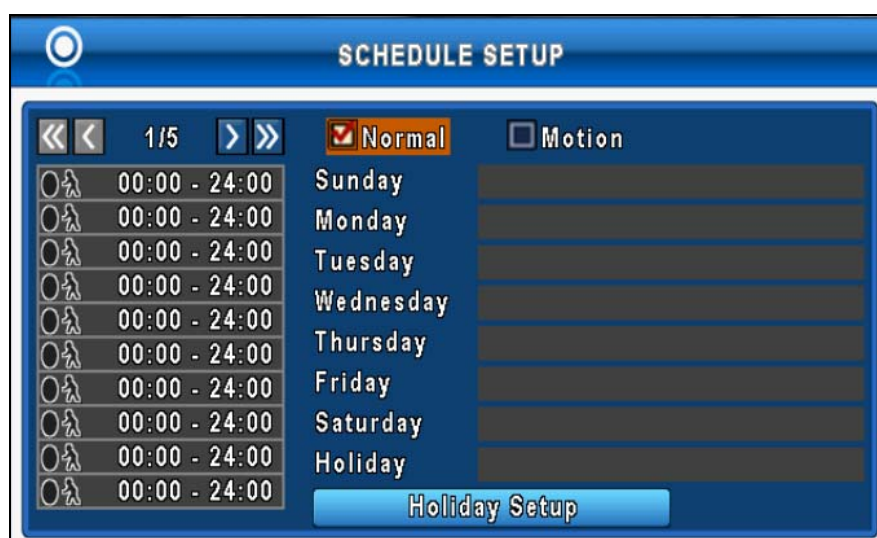 SCHEDULE SETUP
1/5
Normal
Motion
00:00 - 24:00
00:00 - 24:00
00:00 - 24:00
00:00 - 24:00
00:00 - 24:00
00:00 - 24:00
00:00 - 24:00
00:00 - 24:00
00:00 - 24:00
00:00 - 24:00
Sunday
Monday
Tuesday
Wednesday
Thursday
Friday
Saturday
Holiday
Holiday Setup